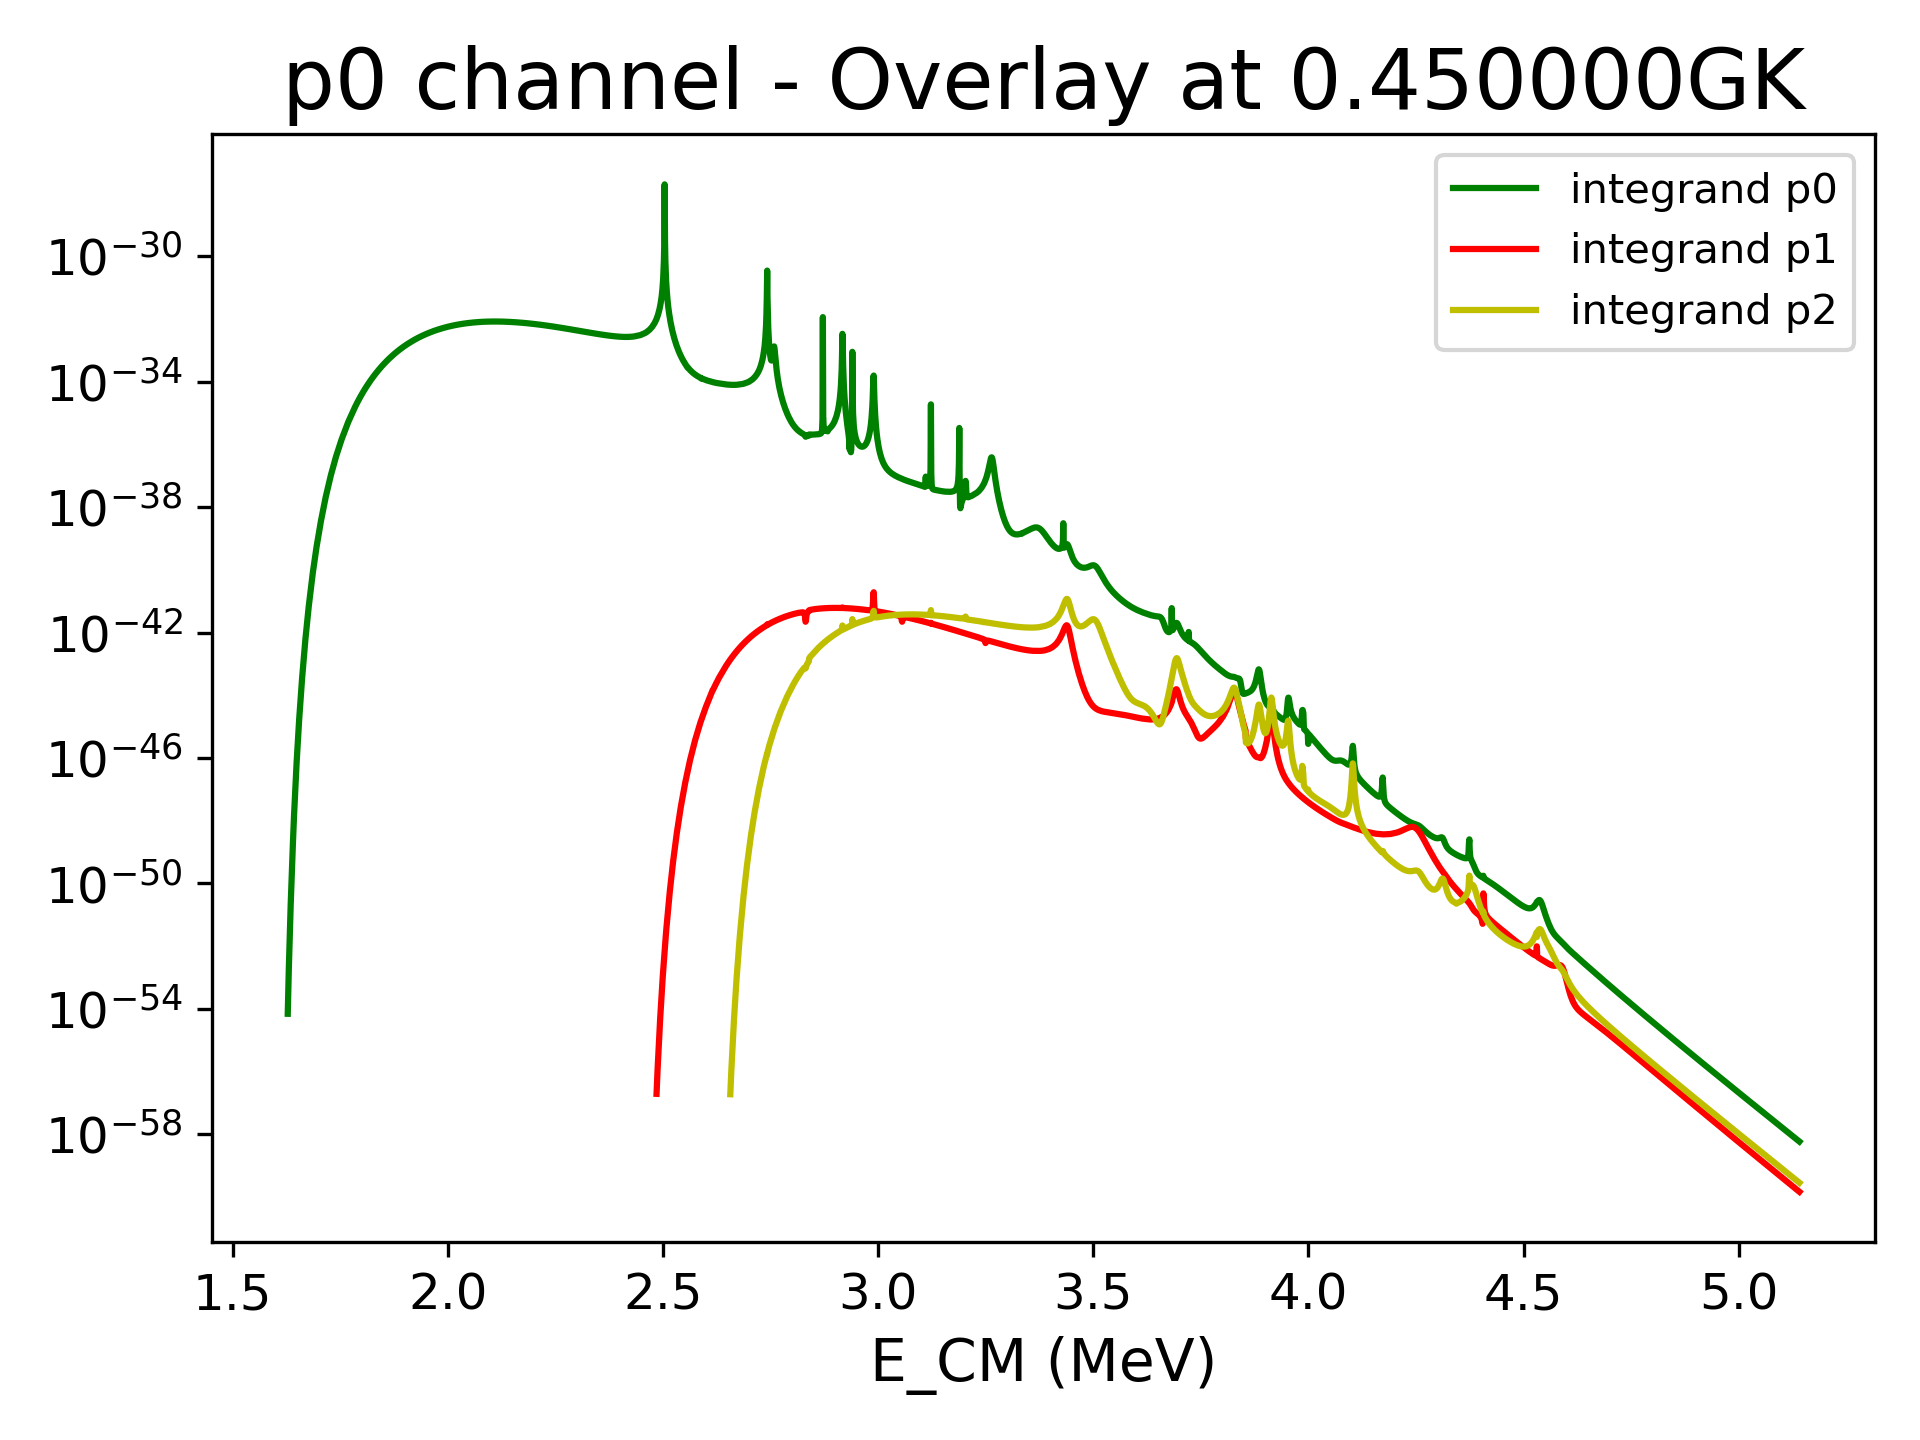 p0 channel - Overlay at 0.450000GK
integrand p0
integrand p1
integrand p2
10⁻³⁰
10⁻³⁴
10⁻³⁸
10⁻⁴²
10⁻⁴⁶
10⁻⁵⁰
10⁻⁵⁴
10⁻⁵⁸
1.5 2.0 2.5 3.0 3.5 4.0 4.5 5.0
E_CM (MeV)